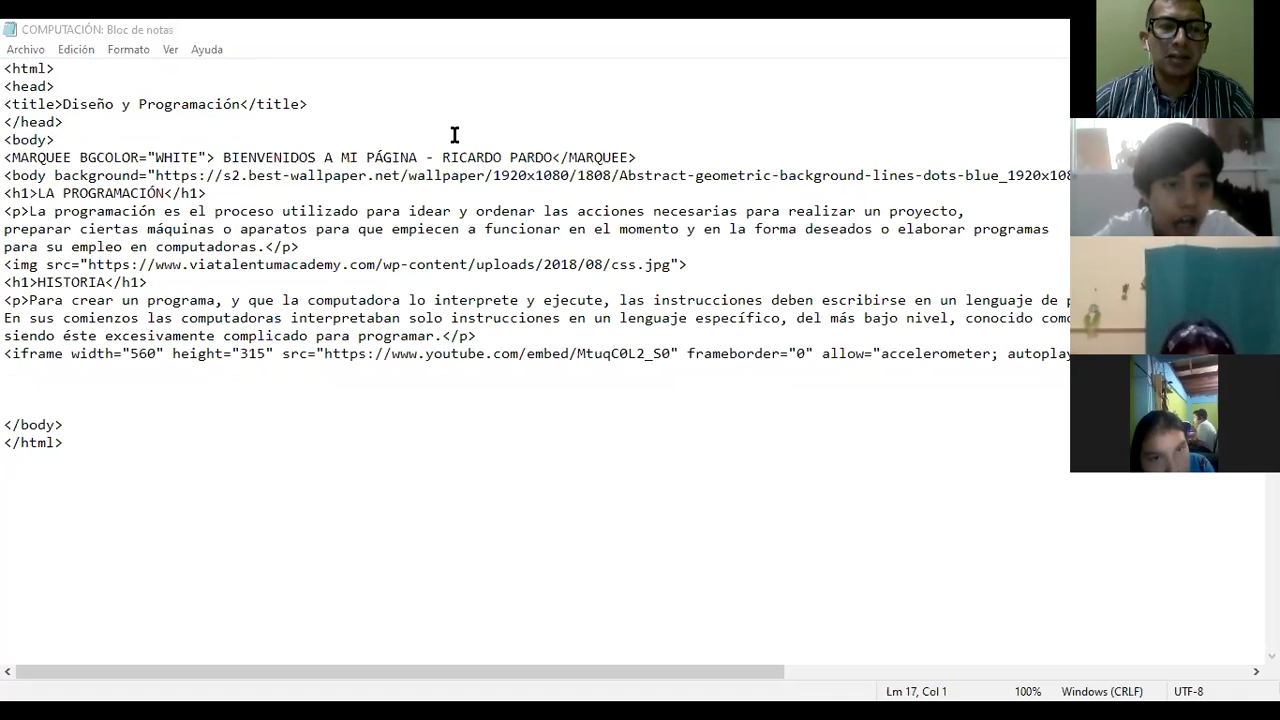 COMPUTACIÓN: Bloc de notas
Archivo Edición Formato Ver Ayuda
<html>
<head>
<title>Diseño y Programación</title>
</head>
<body>
<MARQUEE BGCOLOR="WHITE"> BIENVENIDOS A MI PÁGINA - RICARDO PARDO</MARQUEE>
<body background="https://s2.best-wallpaper.net/wallpaper/1920x1080/1808/Abstract-geometric-background-lines-dots-blue_1920x108
<h1>LA PROGRAMACIÓN</h1>
<p>La programación es el proceso utilizado para idear y ordenar las acciones necesarias para realizar un proyecto,
preparar ciertas máquinas o aparatos para que empiecen a funcionar en el momento y en la forma deseados o elaborar programas
para su empleo en computadoras.</p>
<img src="https://www.viatalentumacademy.com/wp-content/uploads/2018/08/css.jpg">
<h1>HISTORIA</h1>
<p>Para crear un programa, y que la computadora lo interprete y ejecute, las instrucciones deben escribirse en un lenguaje de p
En sus comienzos las computadoras interpretaban solo instrucciones en un lenguaje específico, del más bajo nivel, conocido como
siendo éste excesivamente complicado para programar.</p>
<iframe width="560" height="315" src="https://www.youtube.com/embed/MtuqC0L2_S0" frameborder="0" allow="accelerometer; autoplay
</body>
</html>
Lm 17, Col 1 100% Windows (CRLF) UTF-8